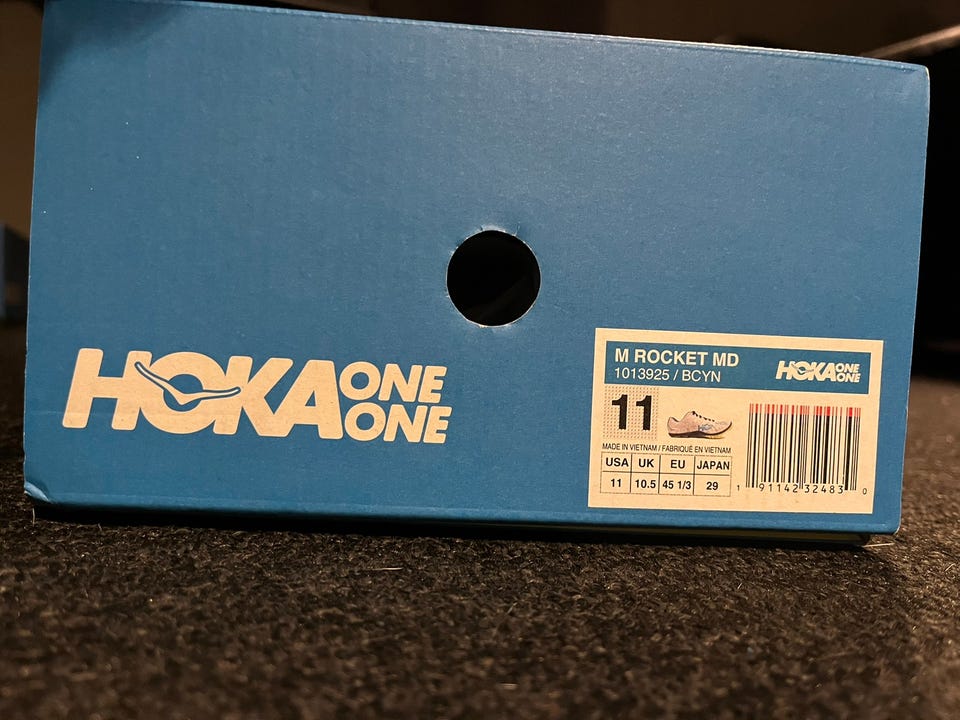 HOKA ONE ONE
M ROCKET MD
1013925 / BCYN
HOKA ONE ONE
11
MADE IN VIETNAM / FABRIQUÉ EN VIETNAM
USA UK EU JAPAN
11 10.5 45 1/3 29
1 91142 32483 0